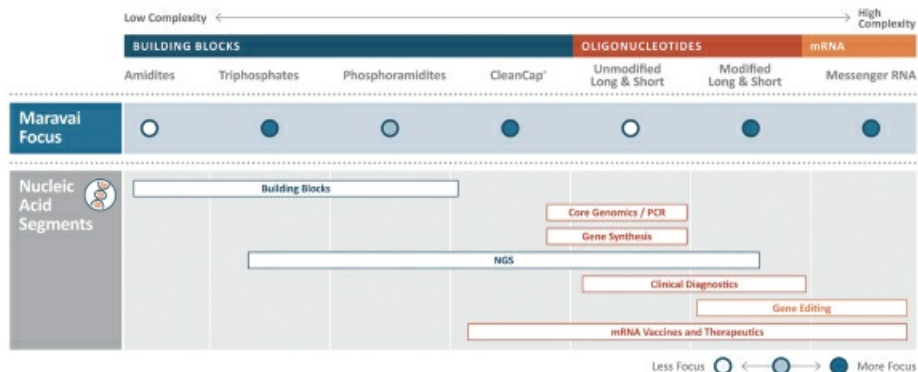 Low Complexity
High
Complexity
BUILDING BLOCKS OLIGONUCLEOTIDES mRNA
Amidites Triphosphates Phosphoramidites CleanCap® Unmodified
Long & Short Modified
Long & Short Messenger RNA
Maravai
Focus
Nucleic
Acid
Segments
Building Blocks
Core Genomics / PCR
Gene Synthesis
NGS
Clinical Diagnostics
Gene Editing
mRNA Vaccines and Therapeutics
Less Focus More Focus